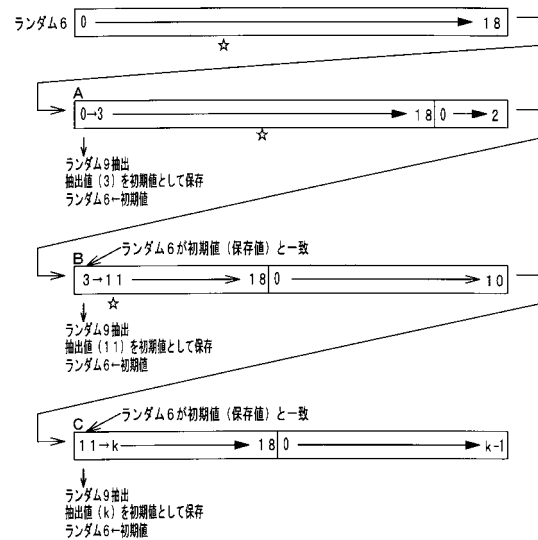 ランダム6 0 18
☆
A
0→3 18 0 2
☆
ランダム9抽出
抽出値（3）を初期値として保存
ランダム6←初期値
B ランダム6が初期値（保存値）と一致
3→11 18 0 10
☆
ランダム9抽出
抽出値（11）を初期値として保存
ランダム6←初期値
C ランダム6が初期値（保存値）と一致
11→k 18 0 k-1
ランダム9抽出
抽出値（k）を初期値として保存
ランダム6←初期値